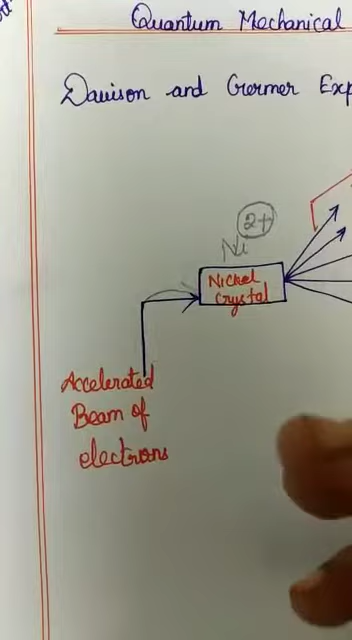 Quantum Mechanical
Davison and Germer Exp
2+
Ni
Nickel
Crystal
Accelerated
Beam of
electrons